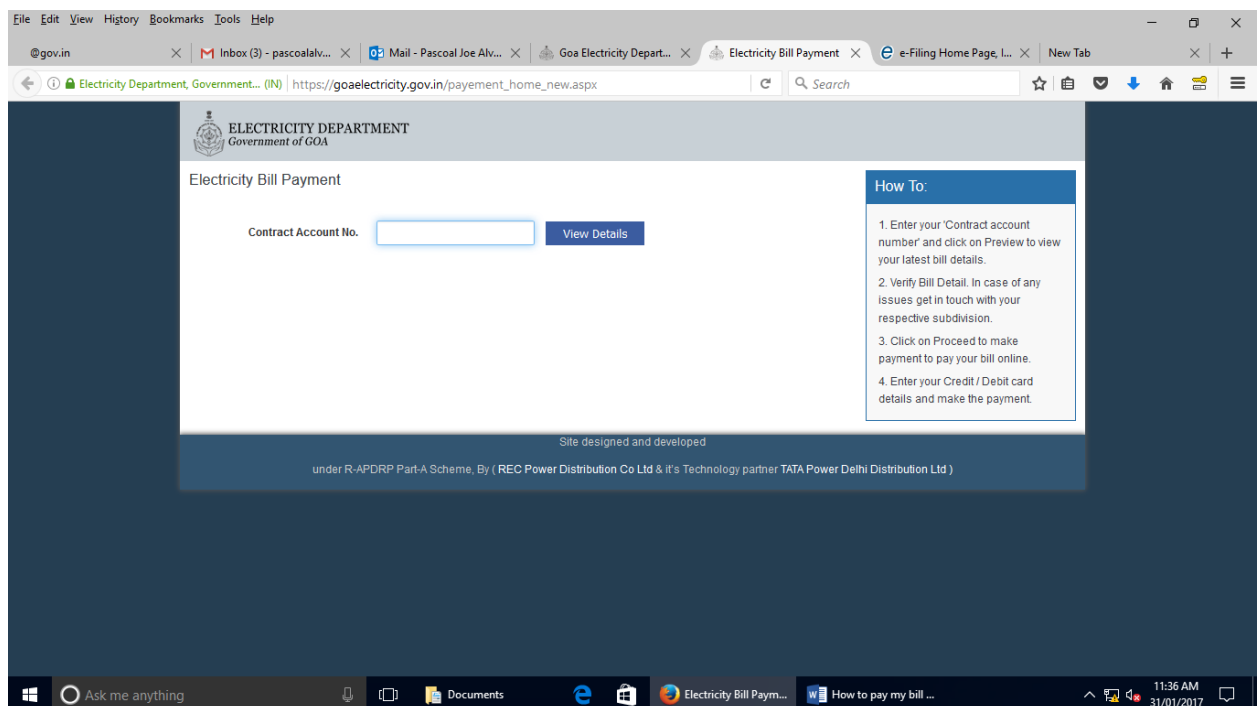 File Edit View History Bookmarks Tools Help
@gov.in
Inbox (3) - pascoalalv...
Mail - Pascoal Joe Alv...
Goa Electricity Depart...
Electricity Bill Payment
e-Filing Home Page, I...
New Tab
Electricity Department, Government... (IN) https://goaelectricity.gov.in/payement_home_new.aspx
Search
ELECTRICITY DEPARTMENT
Government of GOA
Electricity Bill Payment
Contract Account No.
View Details
How To:
1. Enter your 'Contract account
number' and click on Preview to view
your latest bill details.
2. Verify Bill Detail. In case of any
issues get in touch with your
respective subdivision.
3. Click on Proceed to make
payment to pay your bill online.
4. Enter your Credit / Debit card
details and make the payment.
Site designed and developed
under R-APDRP Part-A Scheme, By ( REC Power Distribution Co Ltd & it's Technology partner TATA Power Delhi Distribution Ltd )
Ask me anything
Documents
Electricity Bill Paym...
How to pay my bill ...
11:36 AM
31/01/2017